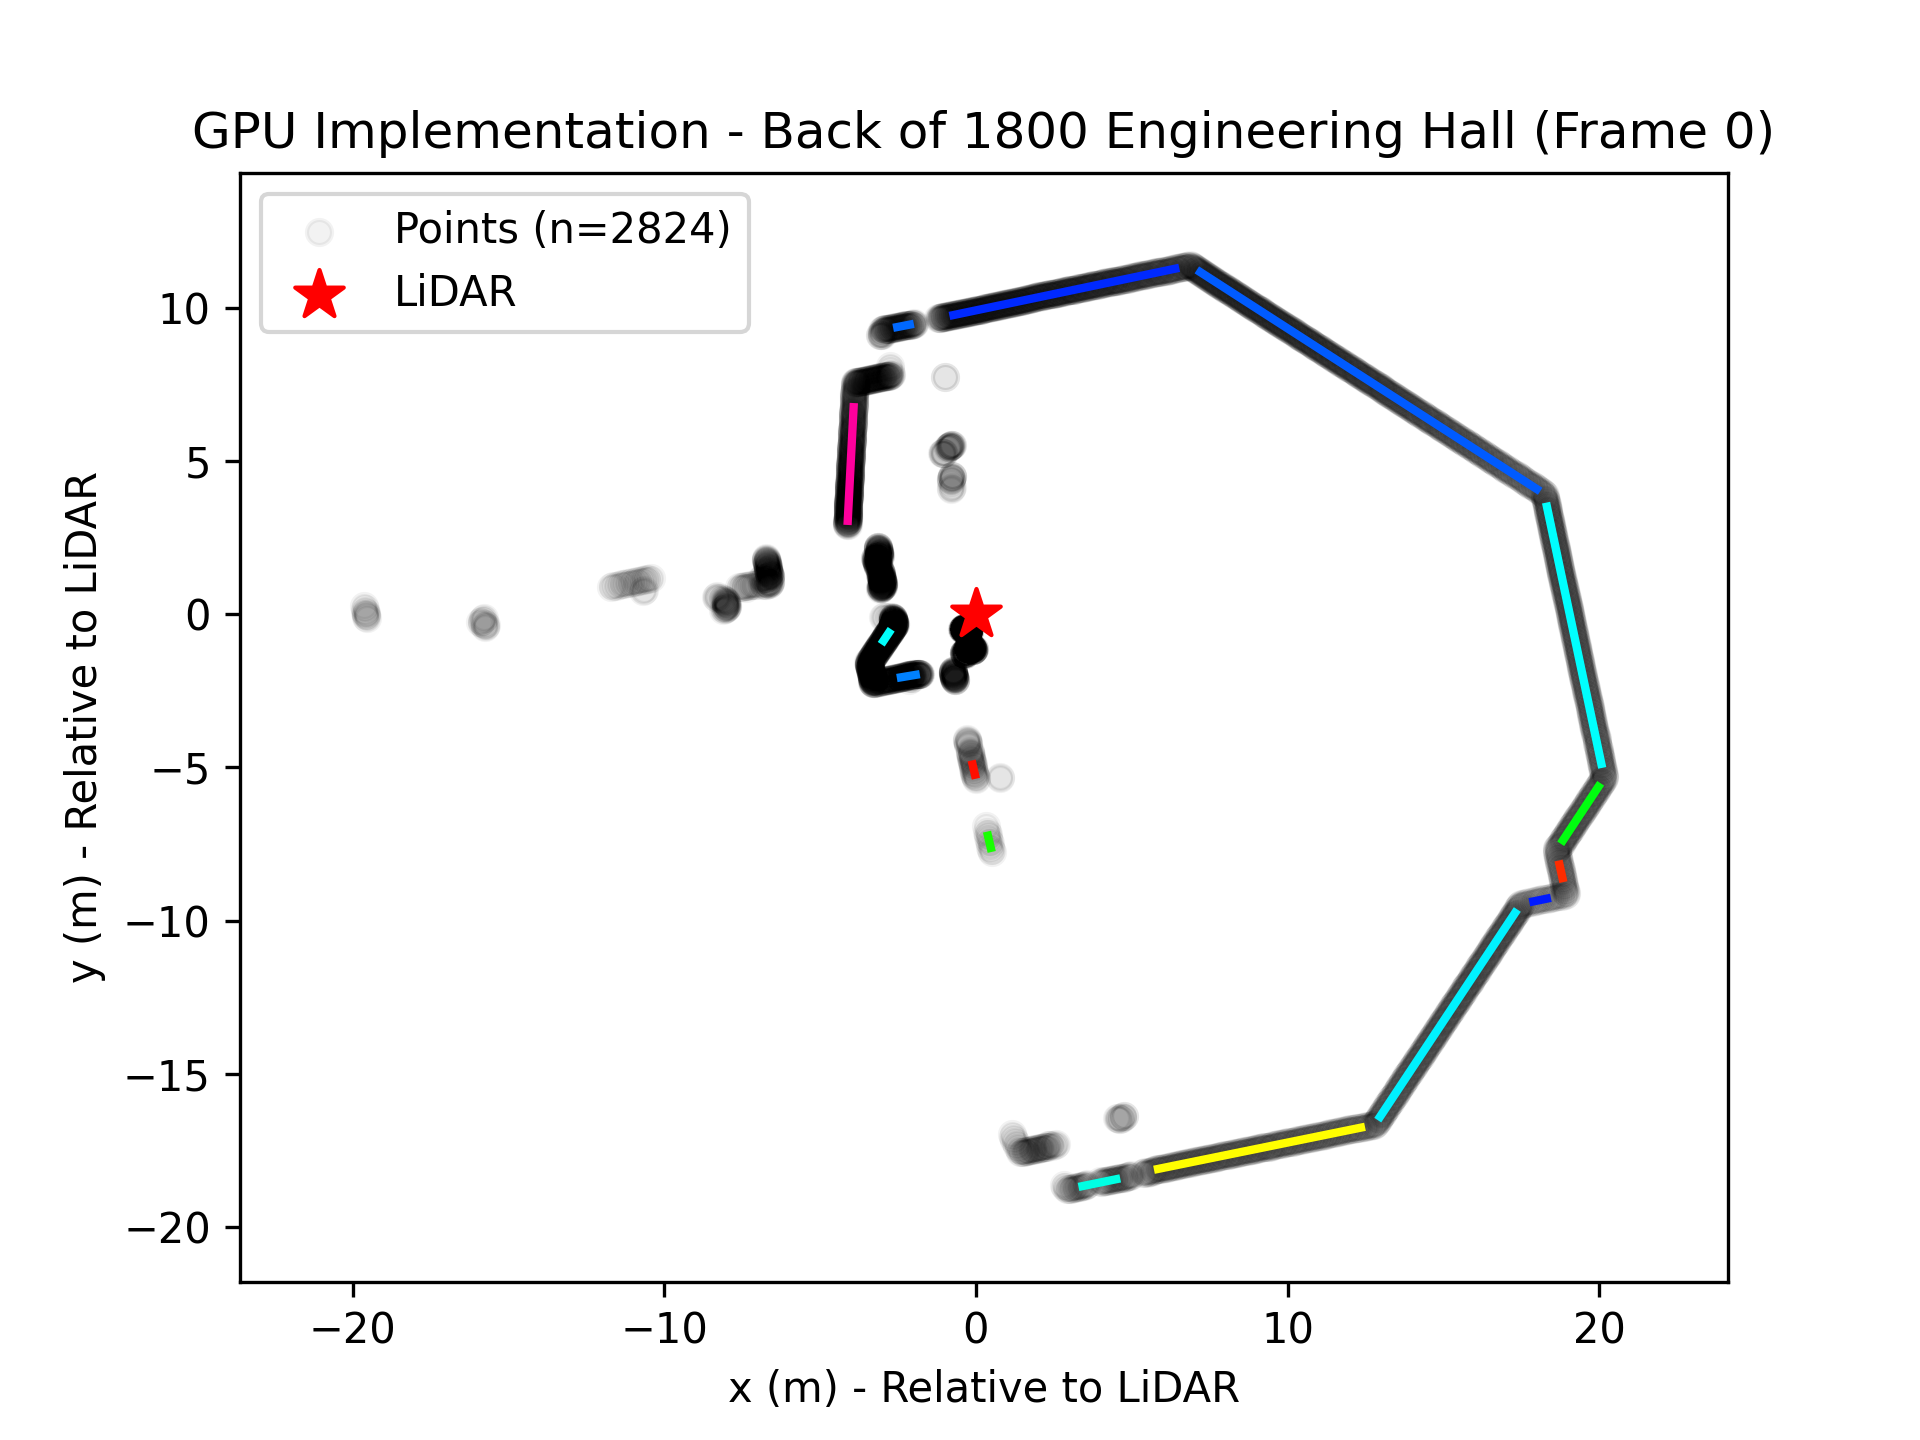 GPU Implementation - Back of 1800 Engineering Hall (Frame 0)
Points (n=2824)
LiDAR
10
5
0
−5
−10
−15
−20
y (m) - Relative to LiDAR
−20
−10
0
10
20
x (m) - Relative to LiDAR